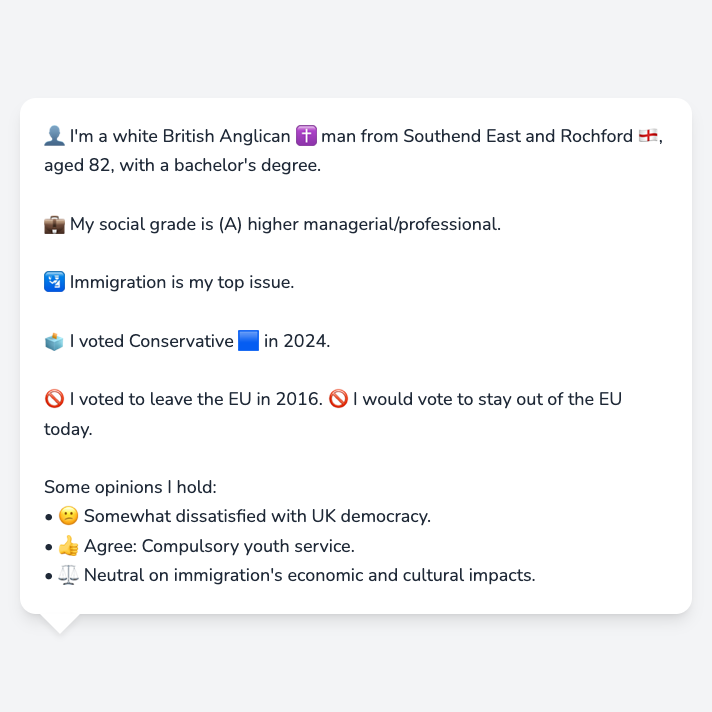 👤 I'm a white British Anglican ✝️ man from Southend East and Rochford 🏴󠁧󠁢󠁥󠁮󠁧󠁿,
aged 82, with a bachelor's degree.
💼 My social grade is (A) higher managerial/professional.
🛂 Immigration is my top issue.
🗳️ I voted Conservative 🟦 in 2024.
🚫 I voted to leave the EU in 2016. 🚫 I would vote to stay out of the EU
today.
Some opinions I hold:
• 😕 Somewhat dissatisfied with UK democracy.
• 👍 Agree: Compulsory youth service.
• ⚖️ Neutral on immigration's economic and cultural impacts.